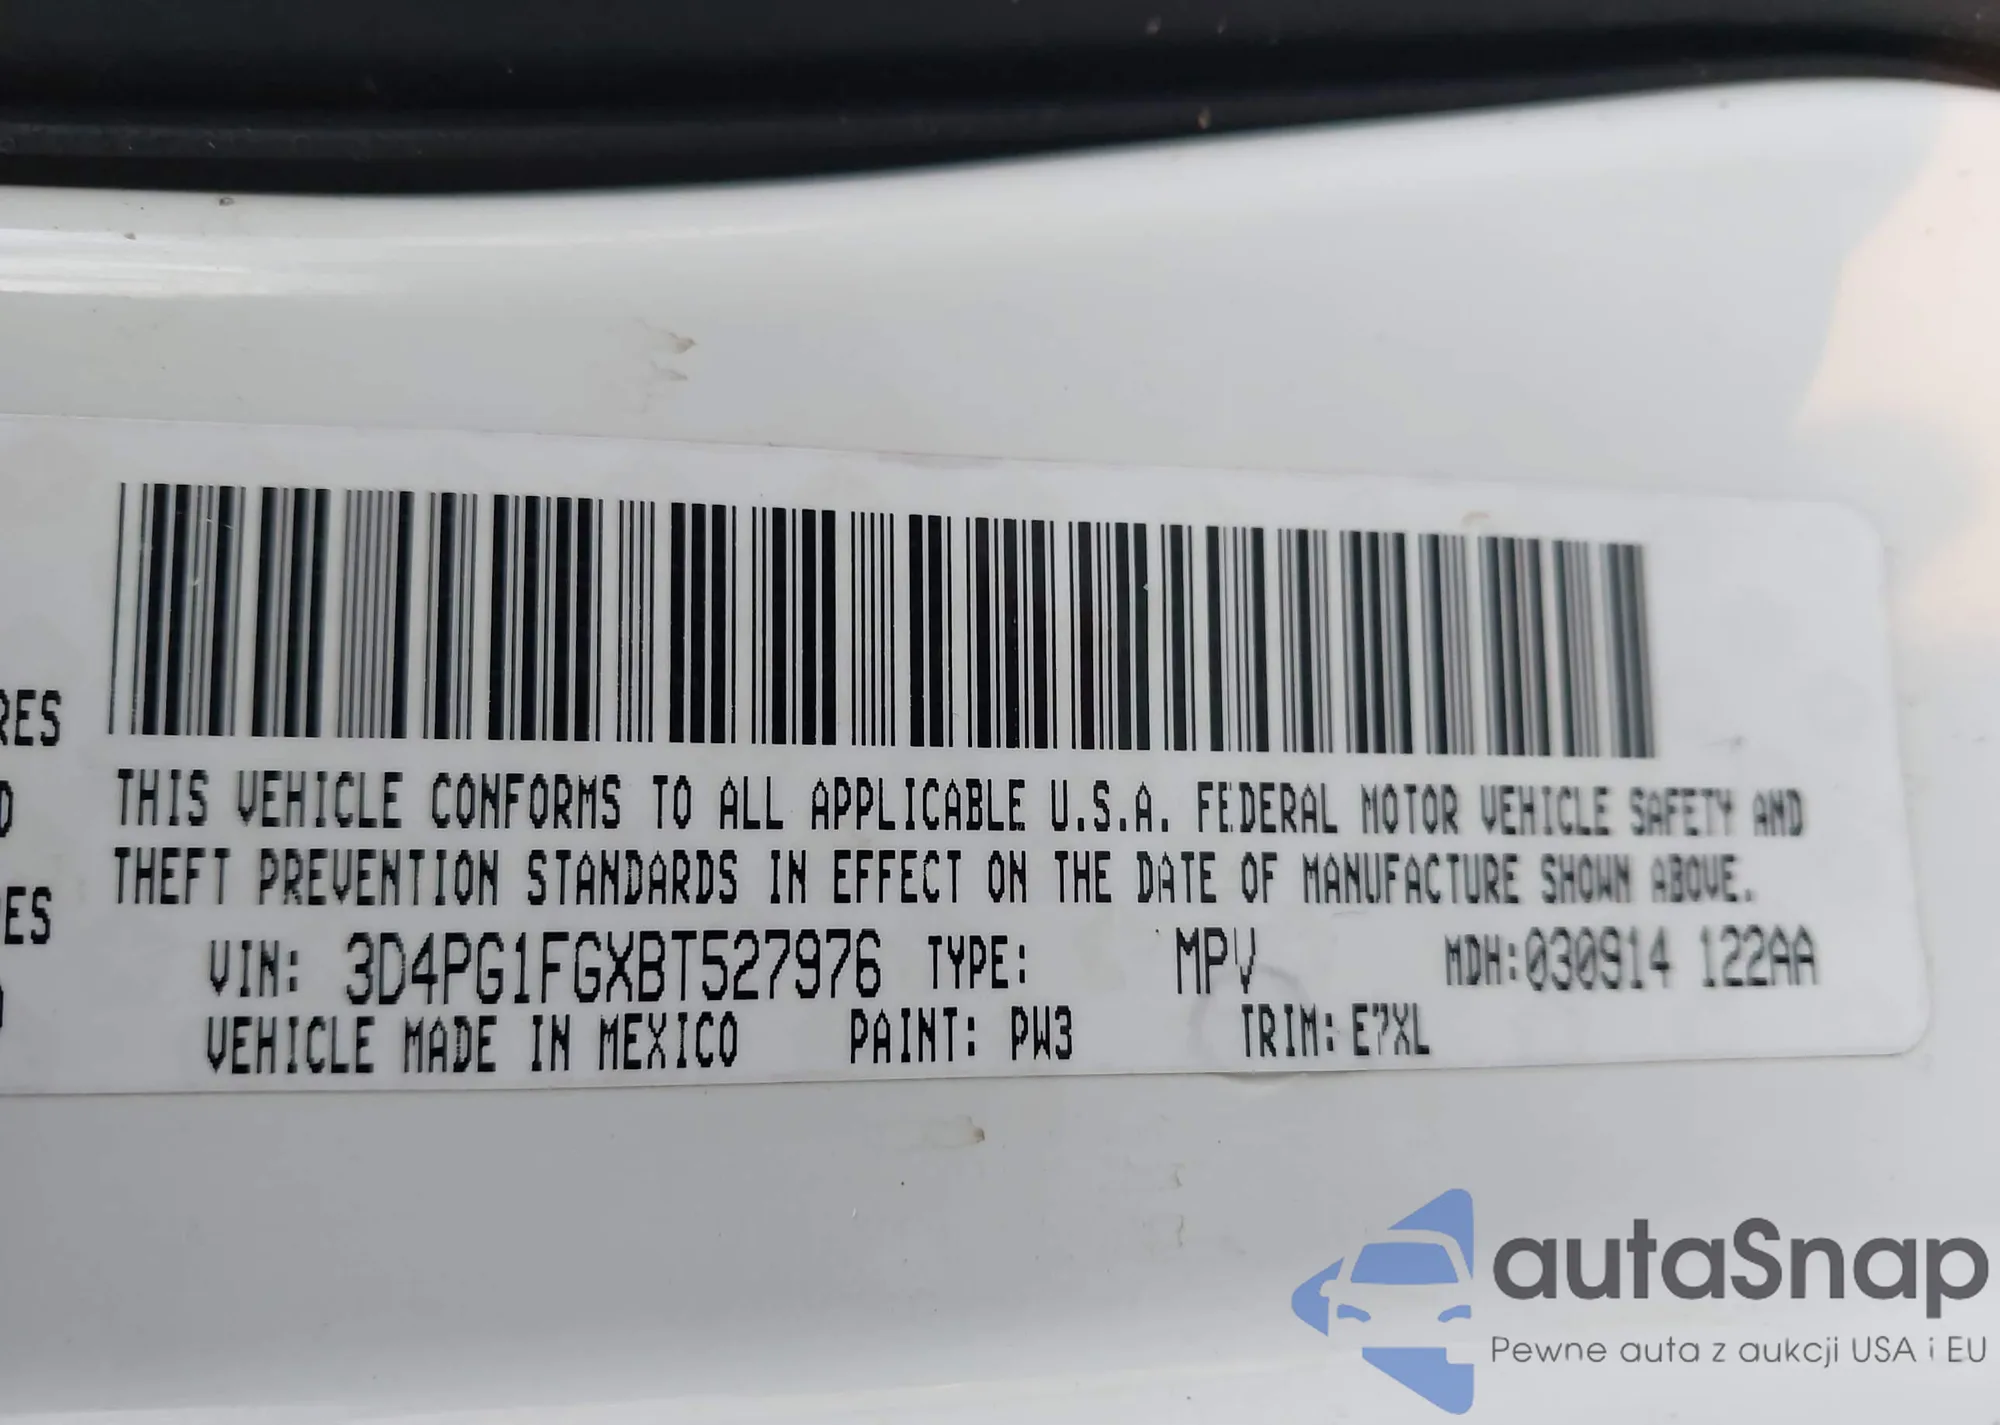 RES
THIS VEHICLE CONFORMS TO ALL APPLICABLE U.S.A. FEDERAL MOTOR VEHICLE SAFETY AND
THEFT PREVENTION STANDARDS IN EFFECT ON THE DATE OF MANUFACTURE SHOWN ABOVE.
ES
VIN: 3D4PG1FGXBT527976 TYPE: MPV MDH:030914 122AA
VEHICLE MADE IN MEXICO PAINT: PW3 TRIM: E7XL
autaSnap
Pewne auta z aukcji USA i EU